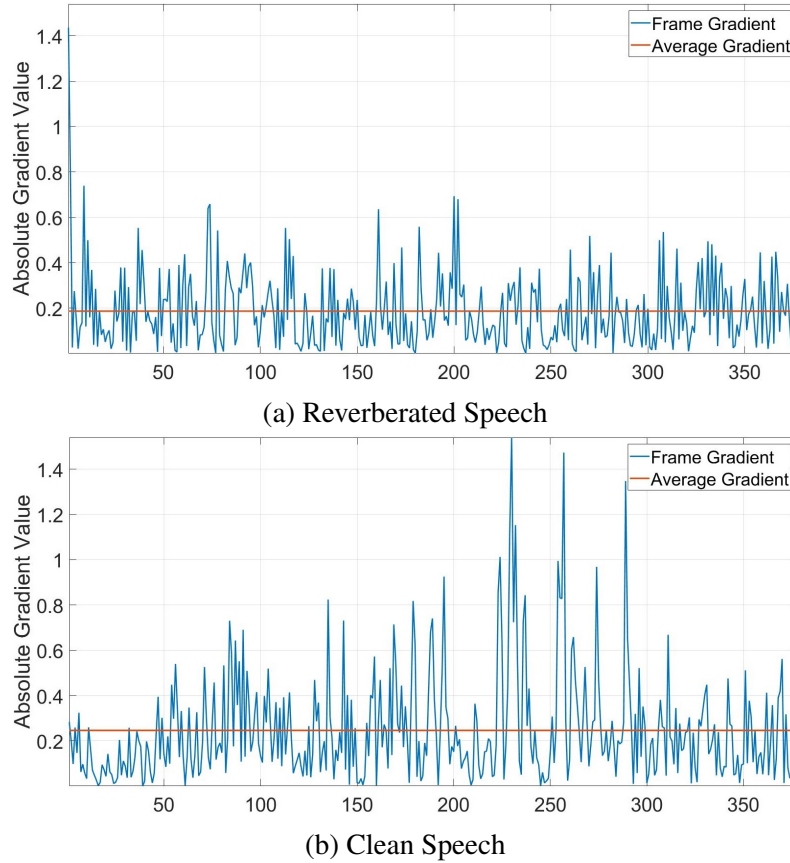 Absolute Gradient Value
1.4
1.2
1
0.8
0.6
0.4
0.2
Frame Gradient
Average Gradient
50 100 150 200 250 300 350
(a) Reverberated Speech
Absolute Gradient Value
1.4
1.2
1
0.8
0.6
0.4
0.2
Frame Gradient
Average Gradient
50 100 150 200 250 300 350
(b) Clean Speech